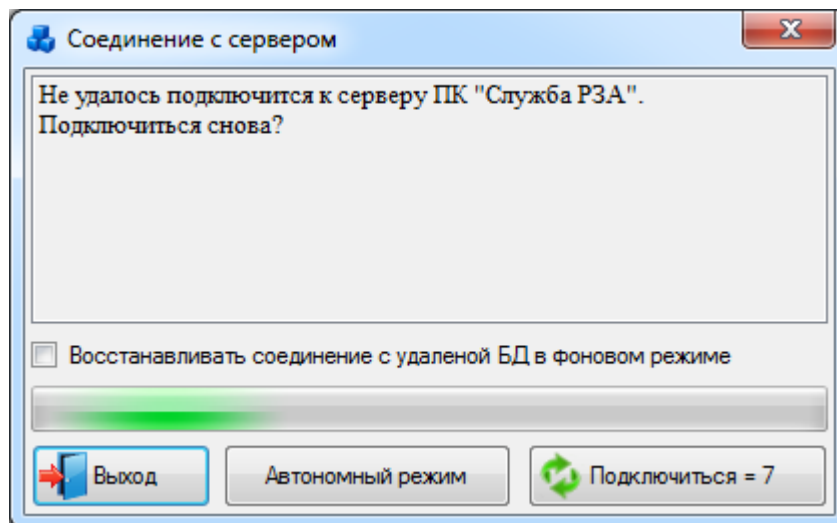 Соединение с сервером
Не удалось подключится к серверу ПК "Служба РЗА".
Подключиться снова?
Восстанавливать соединение с удаленой БД в фоновом режиме
Выход
Автономный режим
Подключиться = 7